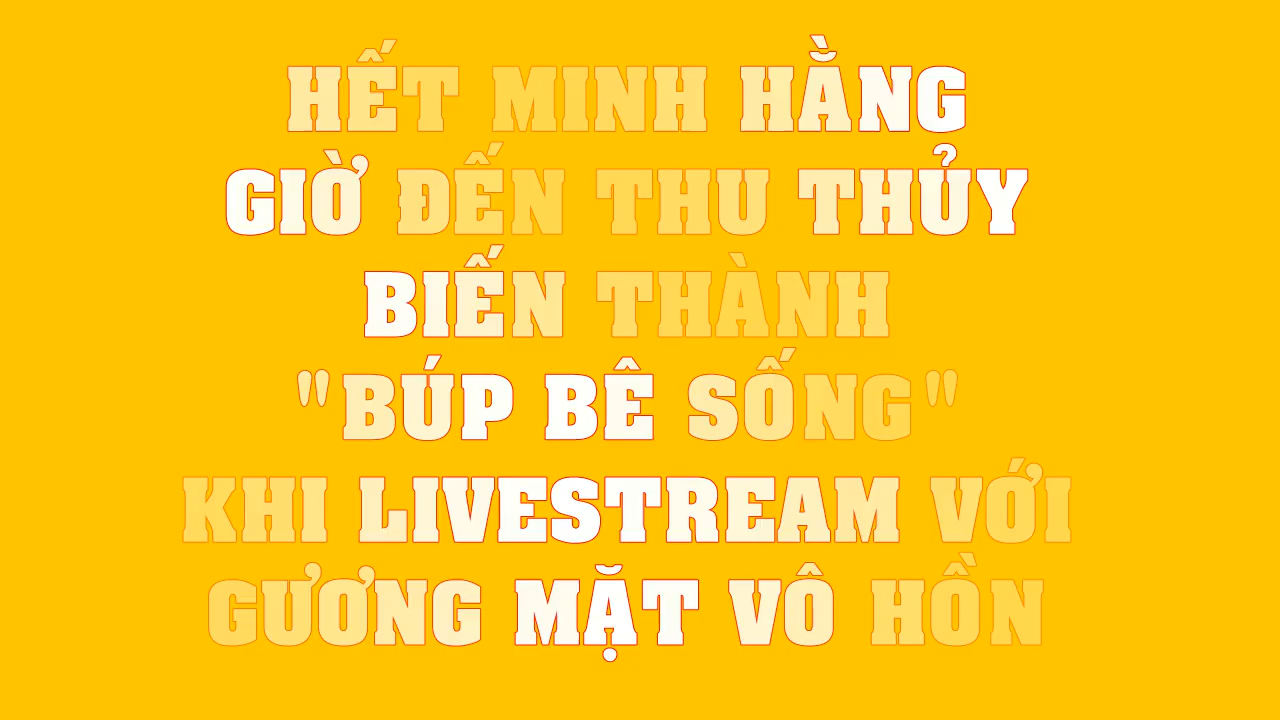 HẾT MINH HẰNG
GIỜ ĐẾN THU THỦY
BIẾN THÀNH
"BÚP BÊ SỐNG"
KHI LIVESTREAM VỚI
GƯƠNG MẶT VÔ HỒN